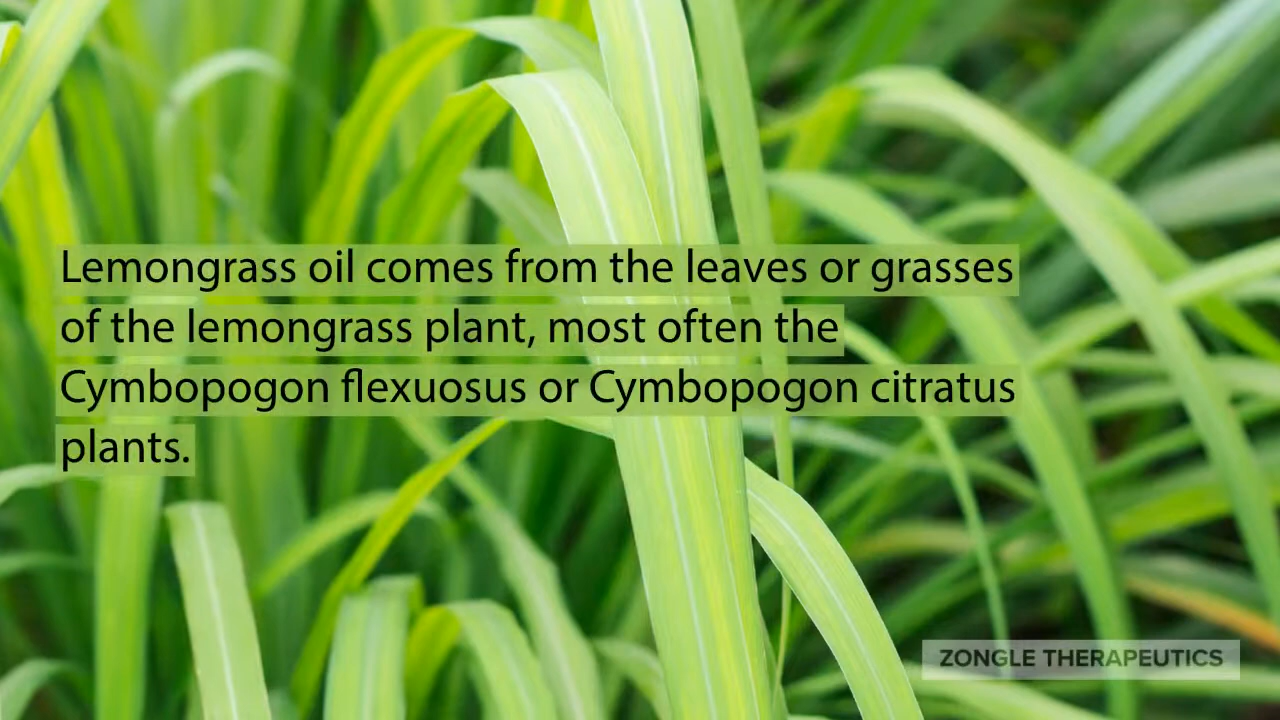 Lemongrass oil comes from the leaves or grasses
of the lemongrass plant, most often the
Cymbopogon flexuosus or Cymbopogon citratus
plants.
ZONGLE THERAPEUTICS